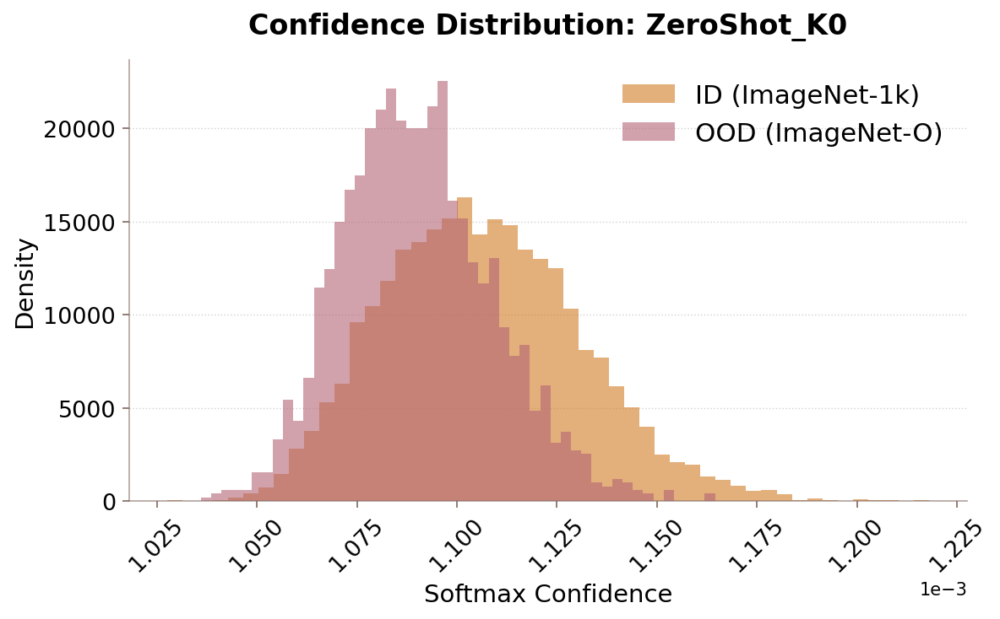 Confidence Distribution: ZeroShot_K0
ID (ImageNet-1k)
OOD (ImageNet-O)
Density
20000
15000
10000
5000
0
1.025
1.050
1.075
1.100
1.125
1.150
1.175
1.200
1.225
1e−3
Softmax Confidence